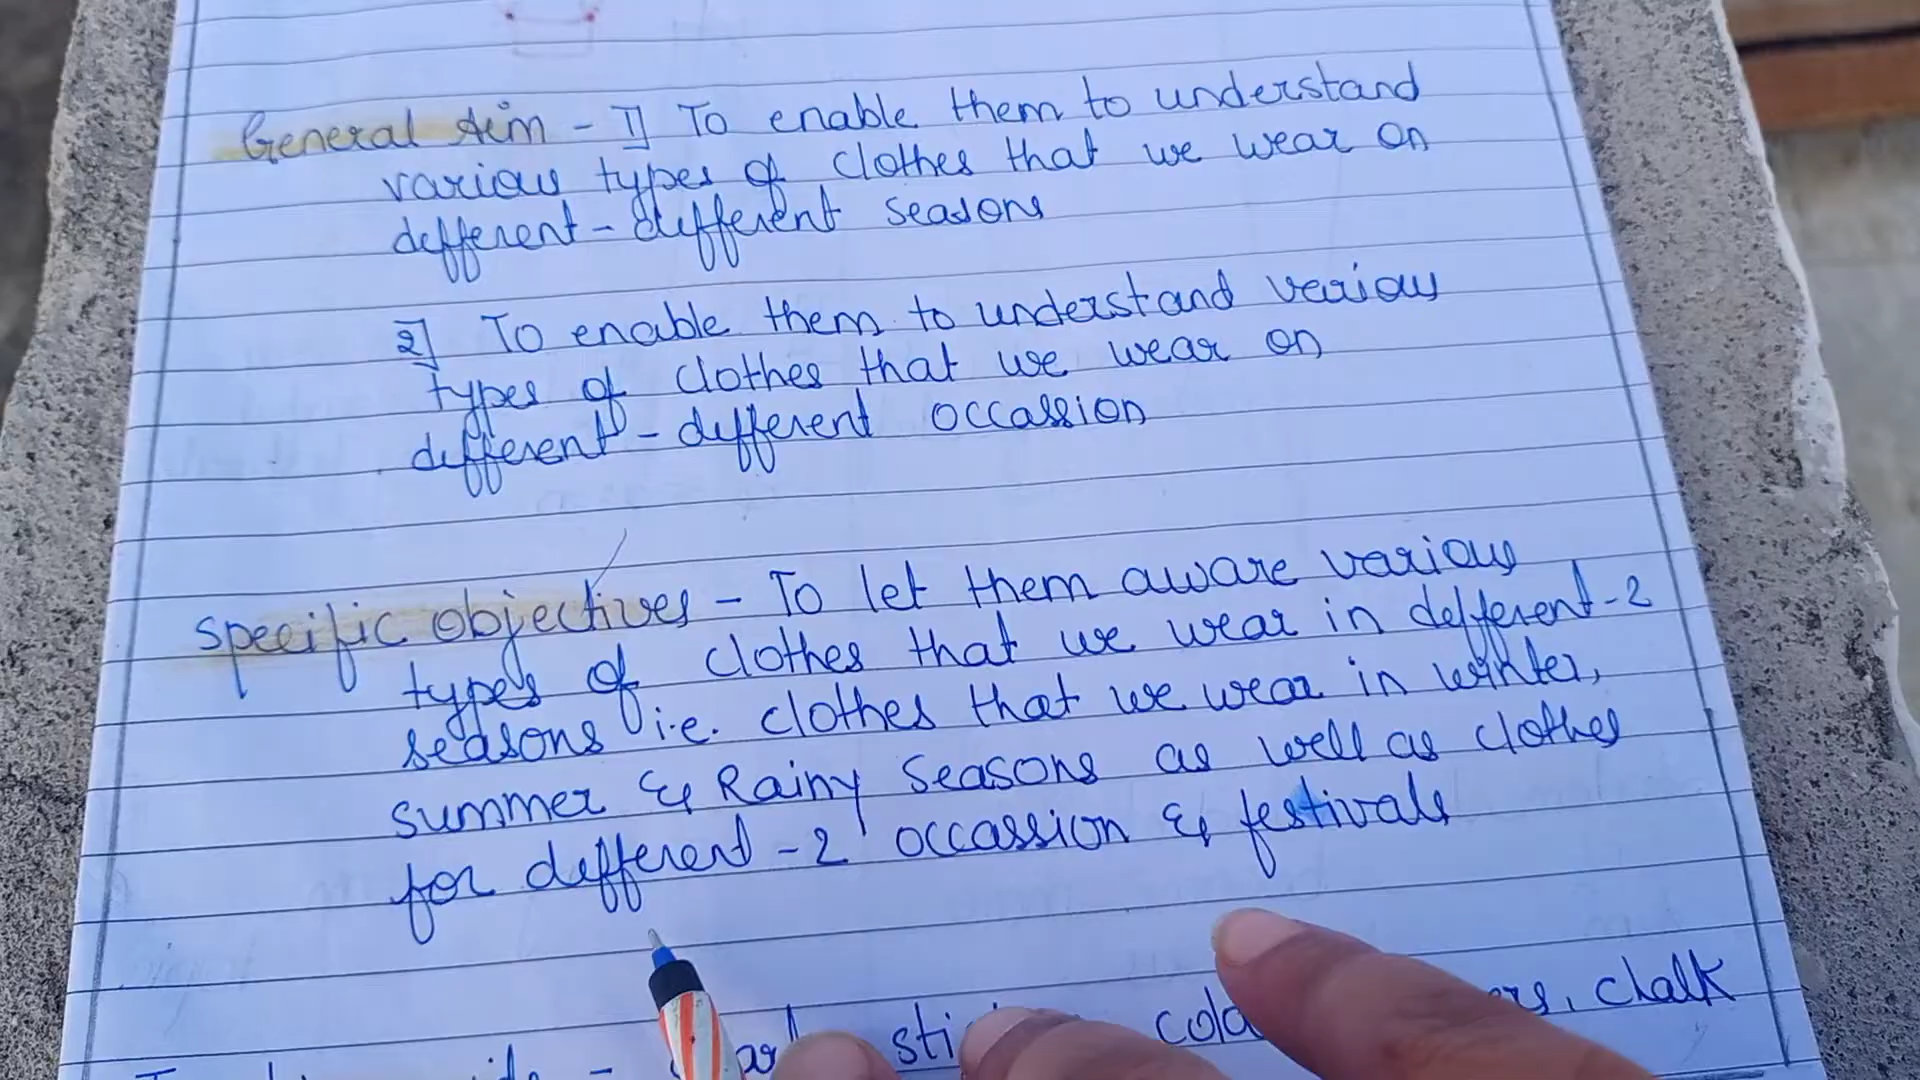 General Aim - 1] To enable them to understand
various types of clothes that we wear on
different - different seasons
2] To enable them to understand various
types of clothes that we wear on
different - different occassion
Specific objectives - To let them aware various
types of clothes that we wear in different-2
seasons i.e. clothes that we wear in winter,
summer & Rainy seasons as well as clothes
for different -2 occassion & festivals
chalk